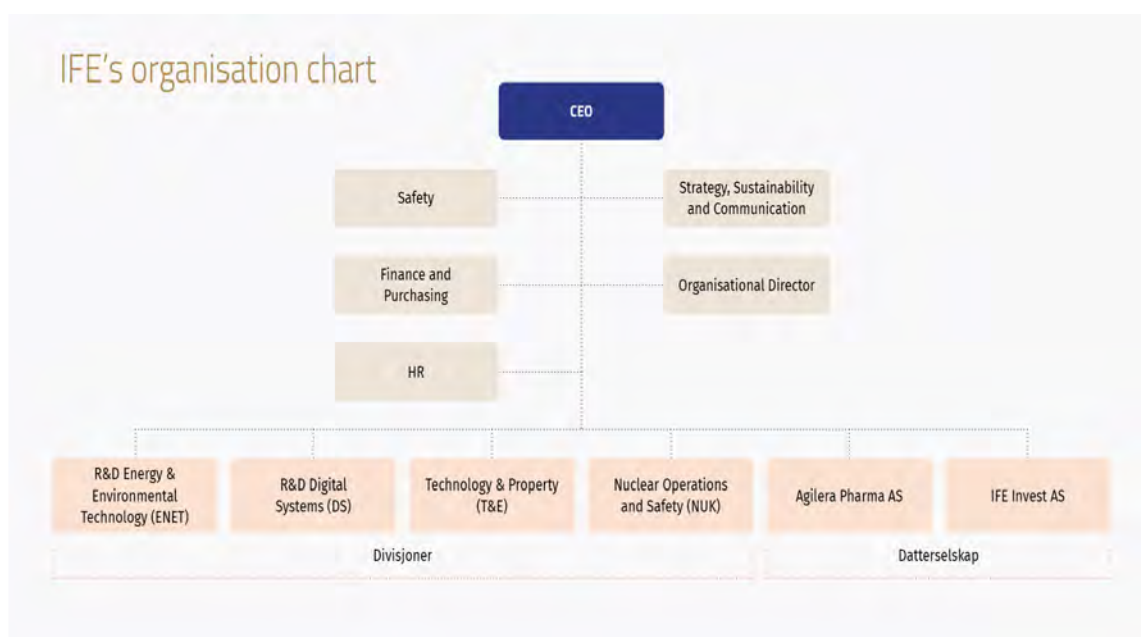 IFE's organisation chart
CEO
Safety
Strategy, Sustainability
and Communication
Finance and
Purchasing
Organisational Director
HR
R&D Energy &
Environmental
Technology (ENET)
R&D Digital
Systems (DS)
Technology & Property
(T&E)
Nuclear Operations
and Safety (NUK)
Agilera Pharma AS
IFE Invest AS
Divisjoner
Datterselskap